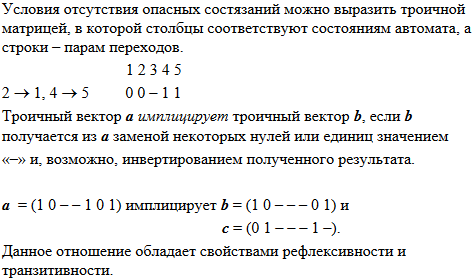 Условия отсутствия опасных состязаний можно выразить троичной
матрицей, в которой столбцы соответствуют состояниям автомата, а
строки – парам переходов.
1 2 3 4 5
2 → 1, 4 → 5 0 0 – 1 1
Троичный вектор a имплицирует троичный вектор b, если b
получается из a заменой некоторых нулей или единиц значением
«–» и, возможно, инвертированием полученного результата.
a = (1 0 – – 1 0 1) имплицирует b = (1 0 – – – 0 1) и
c = (0 1 – – – 1 –).
Данное отношение обладает свойствами рефлексивности и
транзитивности.